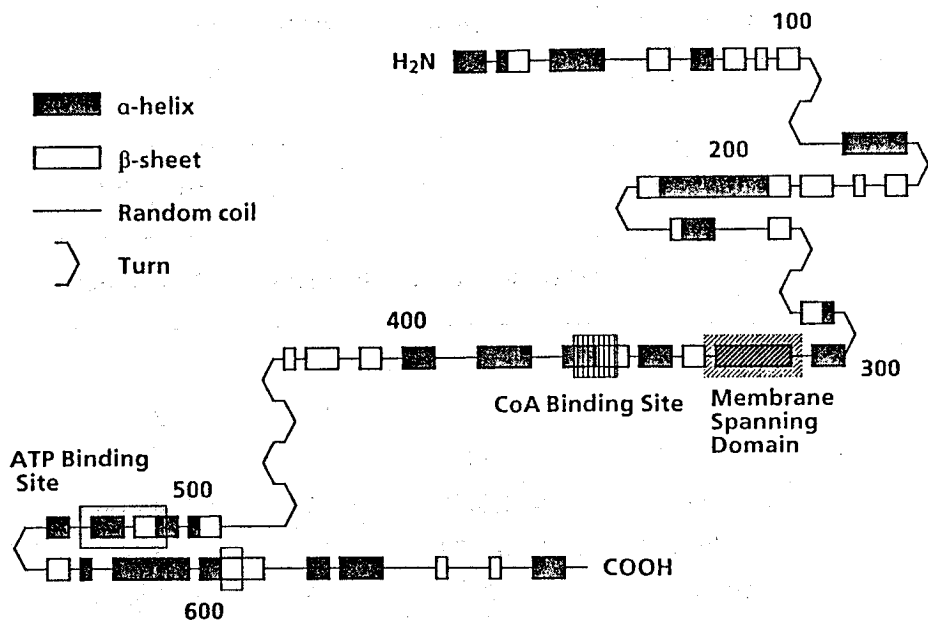 100
H₂N
α-helix
β-sheet
Random coil
Turn
200
400
300
CoA Binding Site
Membrane
Spanning
Domain
ATP Binding
Site
500
COOH
600